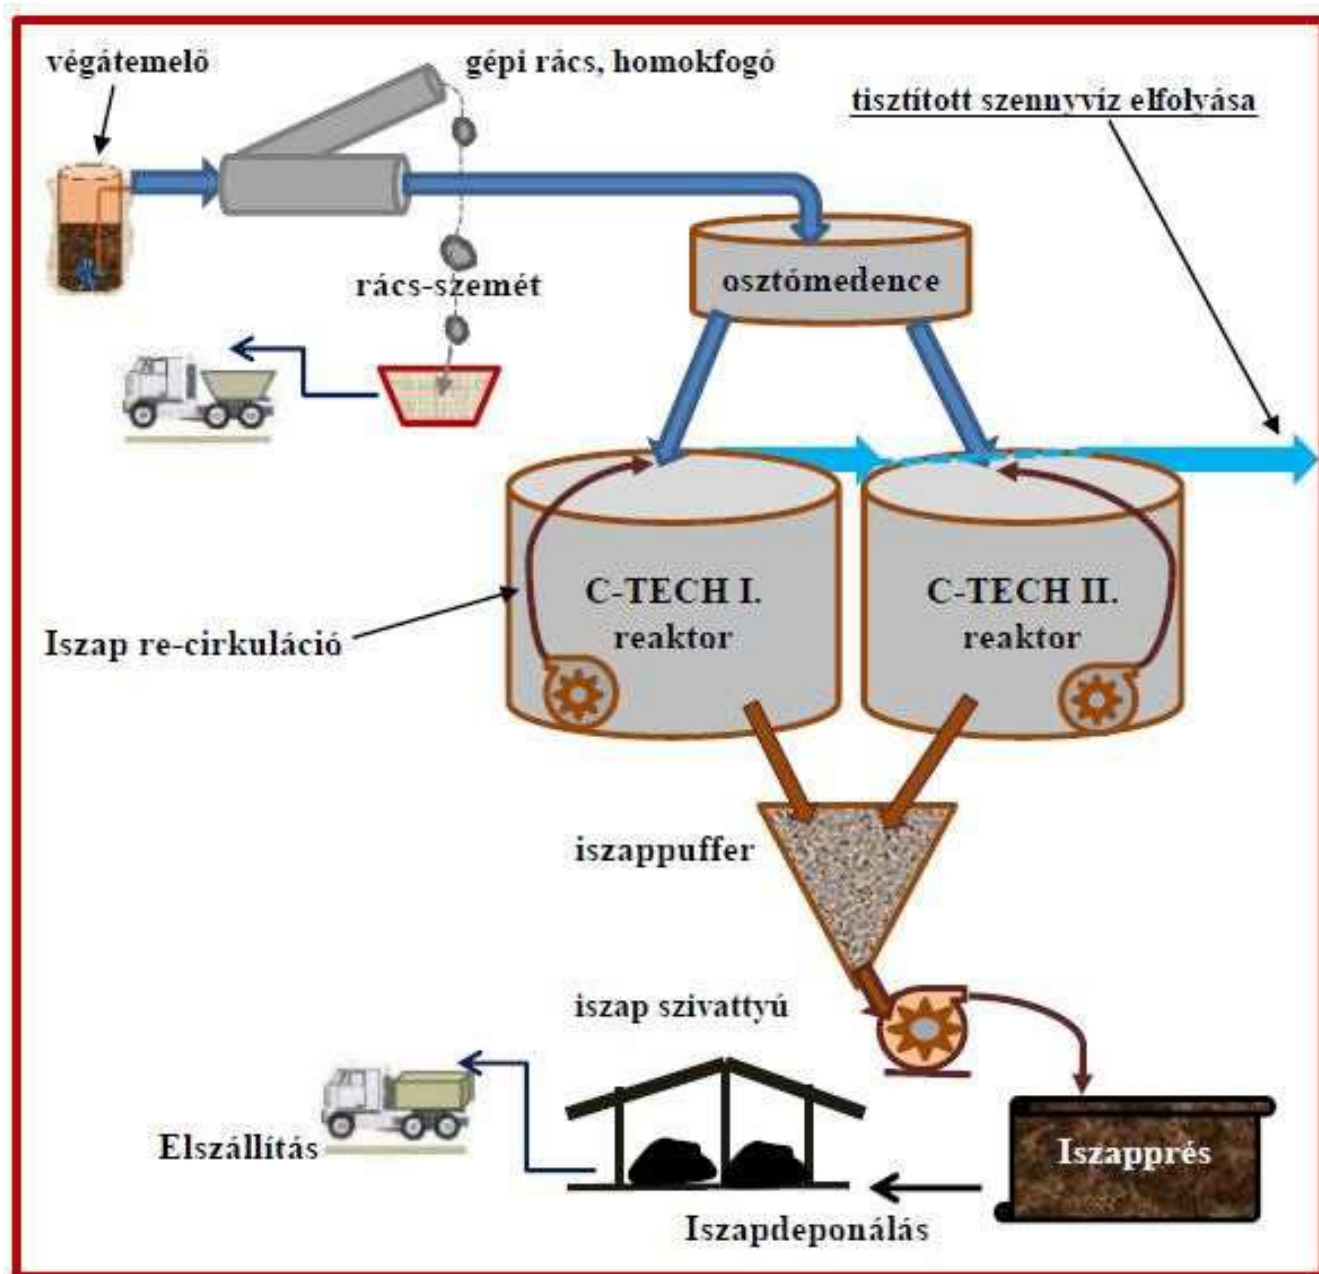 végátemelő
gépi rács, homokfogó
tisztított szennyvíz elfolyása
rács-szemét
osztómedence
C-TECH I.
reaktor
C-TECH II.
reaktor
Iszap re-cirkuláció
iszappuffer
iszap szivattyú
Elszállítás
Iszapprés
Iszapdeponálás